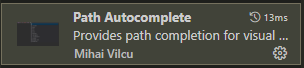 Path Autocomplete 13ms
Provides path completion for visual ...
Mihai Vilcu